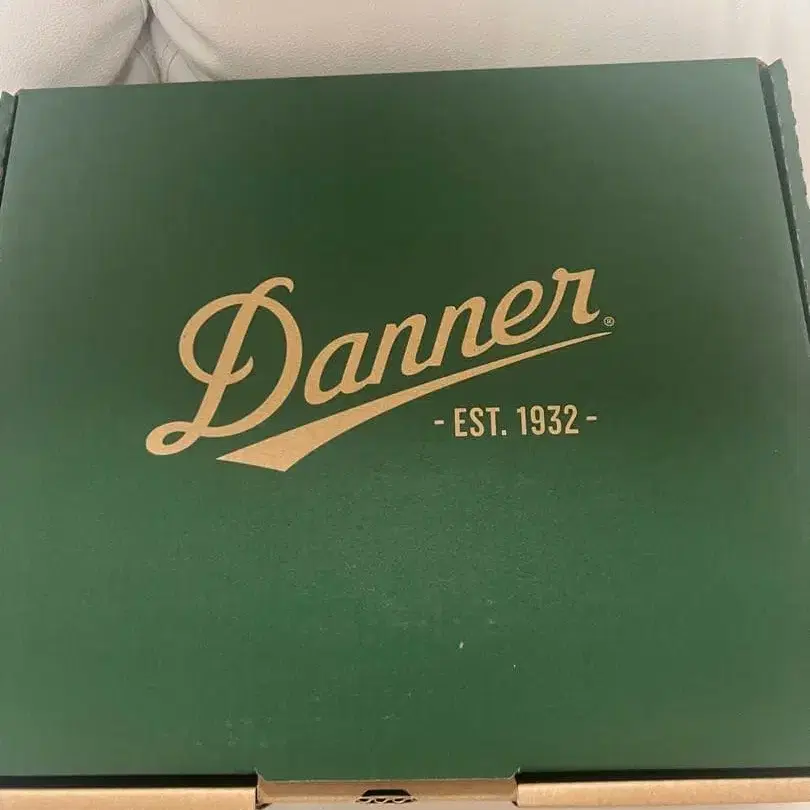 Danner®
- EST. 1932 -